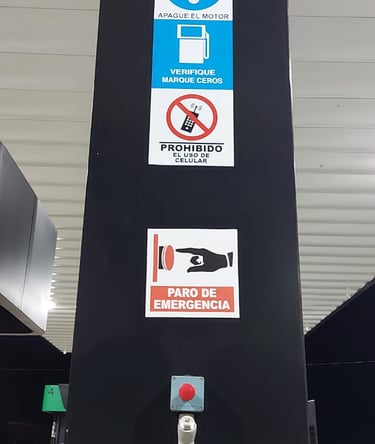 APAGUE EL MOTOR
VERIFIQUE
MARQUE CEROS
PROHIBIDO
EL USO DE
CELULAR
PARO DE
EMERGENCIA
4